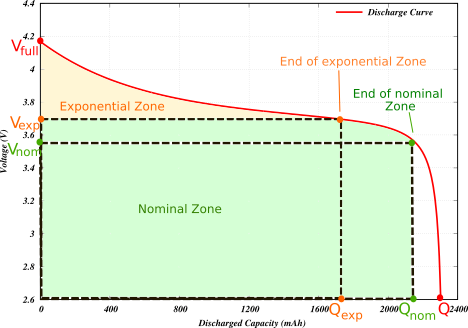 4.4
Discharge Curve
4.2
Vfull
4
End of exponential Zone
3.8
Exponential Zone
End of nominal
Zone
Vexp
3.6
Vnom
Voltage (V)
3.4
3.2
Nominal Zone
3
2.8
2.6
0 400 800 1200 1600 2000 2400
Qexp Qnom Q
Discharged Capacity (mAh)